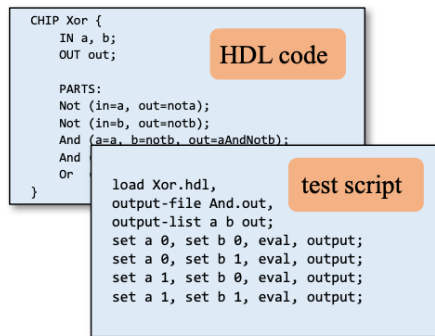 CHIP Xor {
IN a, b;
OUT out;
HDL code
PARTS:
Not (in=a, out=nota);
Not (in=b, out=notb);
And (a=a, b=notb, out=aAndNotb);
And (
Or (
}
test script
load Xor.hdl,
output-file And.out,
output-list a b out;
set a 0, set b 0, eval, output;
set a 0, set b 1, eval, output;
set a 1, set b 0, eval, output;
set a 1, set b 1, eval, output;